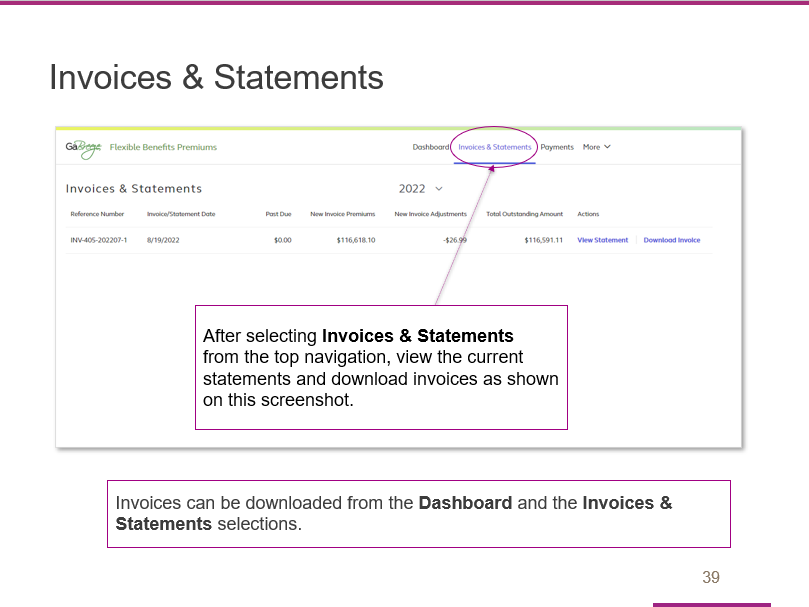 Invoices & Statements
GaBreeze Flexible Benefits Premiums
Dashboard Invoices & Statements Payments More
Invoices & Statements 2022
Reference Number Invoice/Statement Date Past Due New Invoice Premiums New Invoice Adjustments Total Outstanding Amount Actions
INV-405-202207-1 8/19/2022 $0.00 $116,618.10 -$26.99 $116,591.11 View Statement Download Invoice
After selecting Invoices & Statements
from the top navigation, view the current
statements and download invoices as shown
on this screenshot.
Invoices can be downloaded from the Dashboard and the Invoices &
Statements selections.
39